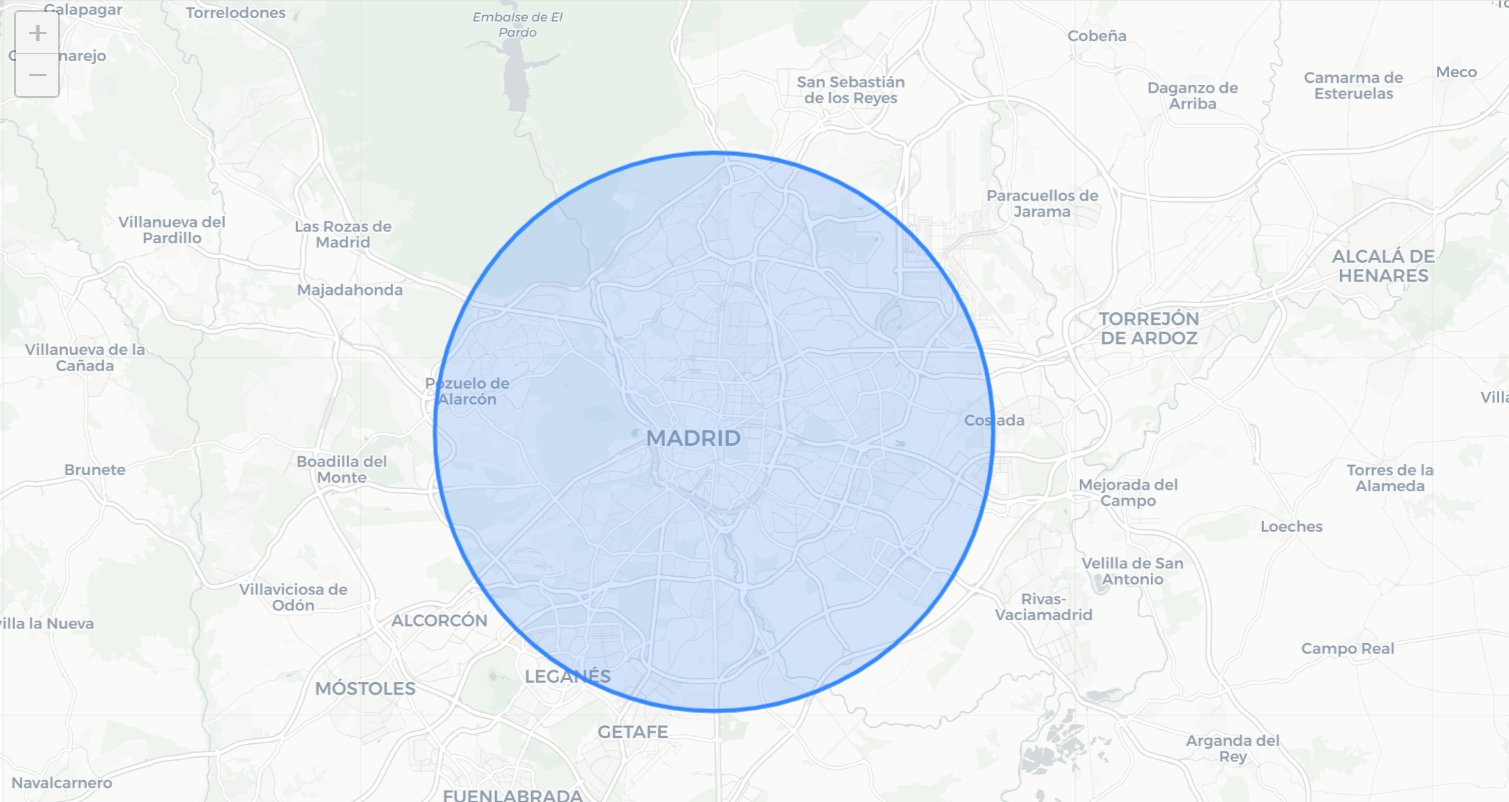 Galapagar
Torrelodones
Embalse de El
Pardo
Cobeña
+
−
San Sebastián
de los Reyes
Daganzo de
Arriba
Camarma de
Esteruelas
Meco
Villanueva del
Pardillo
Las Rozas de
Madrid
Paracuellos de
Jarama
Majadahonda
ALCALÁ DE
HENARES
TORREJÓN
DE ARDOZ
Villanueva de la
Cañada
Pozuelo de
Alarcón
MADRID
Coslada
Brunete
Boadilla del
Monte
Mejorada del
Campo
Torres de la
Alameda
Loeches
Velilla de San
Antonio
Villaviciosa de
Odón
ALCORCÓN
Rivas-
Vaciamadrid
villa la Nueva
LEGANÉS
MÓSTOLES
Campo Real
GETAFE
Arganda del
Rey
Navalcarnero
FUENLABRADA